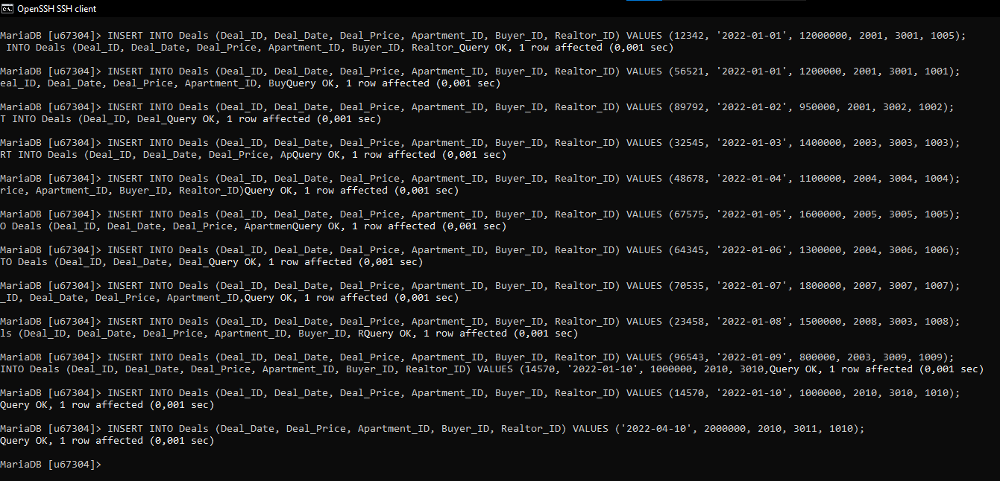 OpenSSH SSH client
MariaDB [u67304]> INSERT INTO Deals (Deal_ID, Deal_Date, Deal_Price, Apartment_ID, Buyer_ID, Realtor_ID) VALUES (12342, '2022-01-01', 12000000, 2001, 3001, 1005);
INTO Deals (Deal_ID, Deal_Date, Deal_Price, Apartment_ID, Buyer_ID, Realtor_Query OK, 1 row affected (0,001 sec)
MariaDB [u67304]> INSERT INTO Deals (Deal_ID, Deal_Date, Deal_Price, Apartment_ID, Buyer_ID, Realtor_ID) VALUES (56521, '2022-01-01', 1200000, 2001, 3001, 1001);
eal_ID, Deal_Date, Deal_Price, Apartment_ID, BuyQuery OK, 1 row affected (0,001 sec)
MariaDB [u67304]> INSERT INTO Deals (Deal_ID, Deal_Date, Deal_Price, Apartment_ID, Buyer_ID, Realtor_ID) VALUES (89792, '2022-01-02', 950000, 2001, 3002, 1002);
T INTO Deals (Deal_ID, Deal_Query OK, 1 row affected (0,001 sec)
MariaDB [u67304]> INSERT INTO Deals (Deal_ID, Deal_Date, Deal_Price, Apartment_ID, Buyer_ID, Realtor_ID) VALUES (32545, '2022-01-03', 1400000, 2003, 3003, 1003);
RT INTO Deals (Deal_ID, Deal_Date, Deal_Price, ApQuery OK, 1 row affected (0,001 sec)
MariaDB [u67304]> INSERT INTO Deals (Deal_ID, Deal_Date, Deal_Price, Apartment_ID, Buyer_ID, Realtor_ID) VALUES (48678, '2022-01-04', 1100000, 2004, 3004, 1004);
rice, Apartment_ID, Buyer_ID, Realtor_ID)Query OK, 1 row affected (0,001 sec)
MariaDB [u67304]> INSERT INTO Deals (Deal_ID, Deal_Date, Deal_Price, Apartment_ID, Buyer_ID, Realtor_ID) VALUES (67575, '2022-01-05', 1600000, 2005, 3005, 1005);
O Deals (Deal_ID, Deal_Date, Deal_Price, ApartmenQuery OK, 1 row affected (0,001 sec)
MariaDB [u67304]> INSERT INTO Deals (Deal_ID, Deal_Date, Deal_Price, Apartment_ID, Buyer_ID, Realtor_ID) VALUES (64345, '2022-01-06', 1300000, 2004, 3006, 1006);
TO Deals (Deal_ID, Deal_Date, Deal_Query OK, 1 row affected (0,001 sec)
MariaDB [u67304]> INSERT INTO Deals (Deal_ID, Deal_Date, Deal_Price, Apartment_ID, Buyer_ID, Realtor_ID) VALUES (70535, '2022-01-07', 1800000, 2007, 3007, 1007);
_ID, Deal_Date, Deal_Price, Apartment_ID,Query OK, 1 row affected (0,001 sec)
MariaDB [u67304]> INSERT INTO Deals (Deal_ID, Deal_Date, Deal_Price, Apartment_ID, Buyer_ID, Realtor_ID) VALUES (23458, '2022-01-08', 1500000, 2008, 3003, 1008);
ls (Deal_ID, Deal_Date, Deal_Price, Apartment_ID, Buyer_ID, RQuery OK, 1 row affected (0,001 sec)
MariaDB [u67304]> INSERT INTO Deals (Deal_ID, Deal_Date, Deal_Price, Apartment_ID, Buyer_ID, Realtor_ID) VALUES (96543, '2022-01-09', 800000, 2003, 3009, 1009);
INTO Deals (Deal_ID, Deal_Date, Deal_Price, Apartment_ID, Buyer_ID, Realtor_ID) VALUES (14570, '2022-01-10', 1000000, 2010, 3010,Query OK, 1 row affected (0,001 sec)
MariaDB [u67304]> INSERT INTO Deals (Deal_ID, Deal_Date, Deal_Price, Apartment_ID, Buyer_ID, Realtor_ID) VALUES (14570, '2022-01-10', 1000000, 2010, 3010, 1010);
Query OK, 1 row affected (0,001 sec)
MariaDB [u67304]> INSERT INTO Deals (Deal_Date, Deal_Price, Apartment_ID, Buyer_ID, Realtor_ID) VALUES ('2022-04-10', 2000000, 2010, 3011, 1010);
Query OK, 1 row affected (0,001 sec)
MariaDB [u67304]>